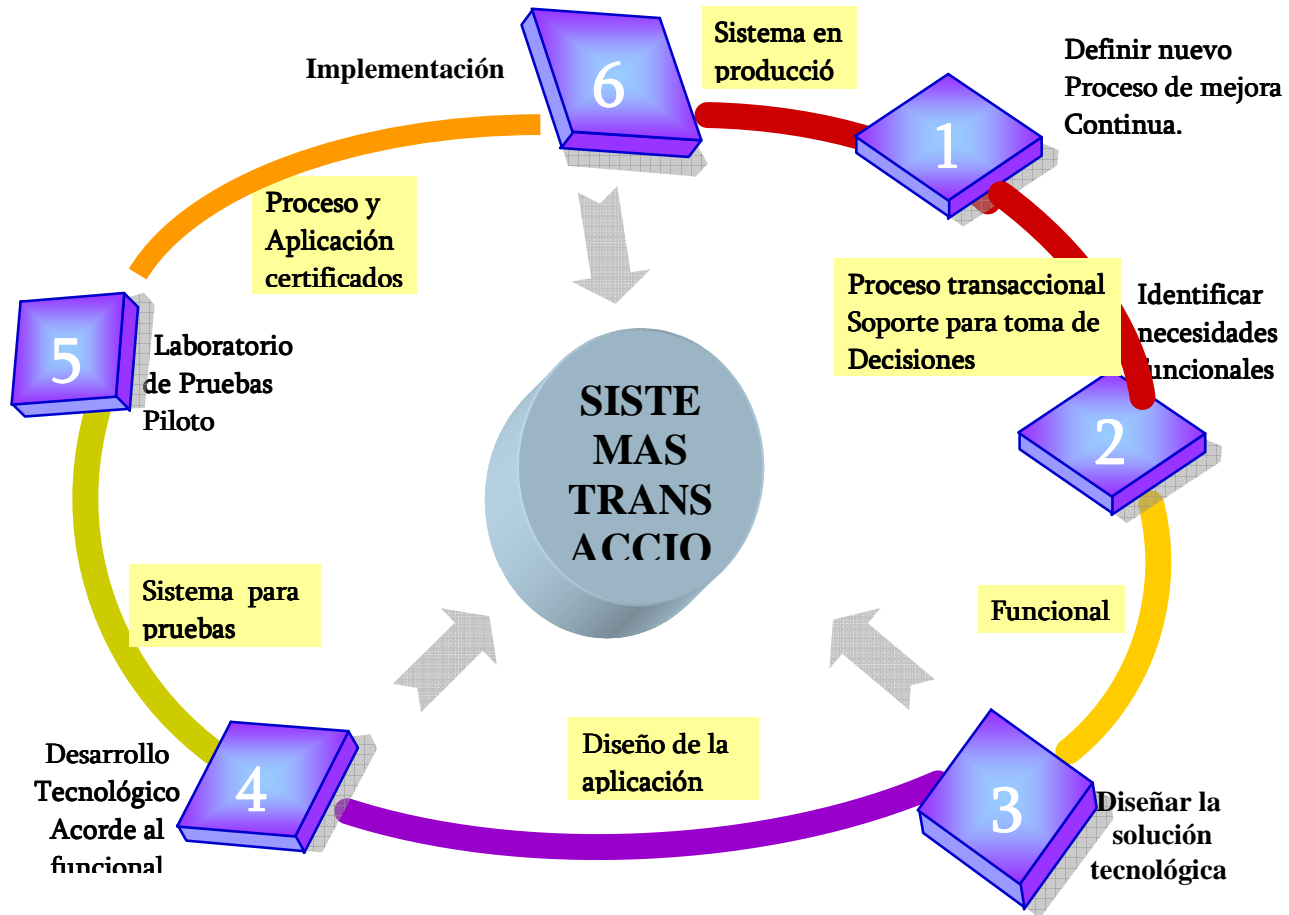 Implementación
6
Sistema en
producció
1
Definir nuevo
Proceso de mejora
Continua.
Proceso y
Aplicación
certificados
Proceso transaccional
Soporte para toma de
Decisiones
Identificar
necesidades
funcionales
2
5
Laboratorio
de Pruebas
Piloto
SISTE
MAS
TRANS
ACCIO
Sistema para
pruebas
Funcional
Diseño de la
aplicación
Desarrollo
Tecnológico
Acorde al
funcional
4
3
Diseñar la
solución
tecnológica